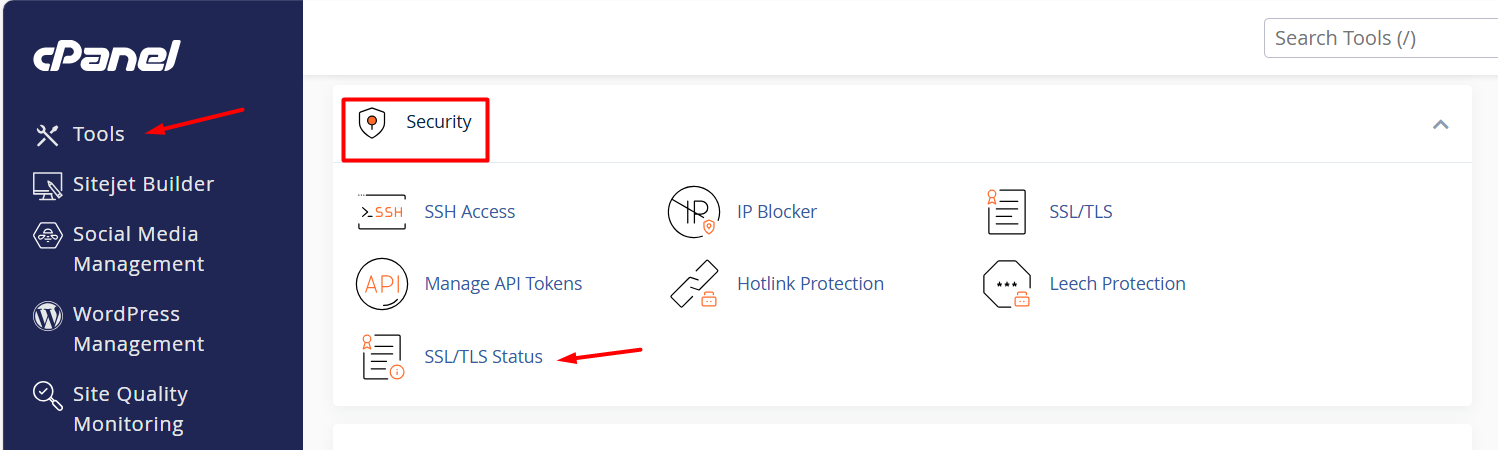 cPanel
Search Tools (/)
Tools
Sitejet Builder
Social Media
Management
WordPress
Management
Site Quality
Monitoring
Security
SSH
SSH Access
IP
IP Blocker
SSL/TLS
API
Manage API Tokens
Hotlink Protection
***
Leech Protection
SSL/TLS Status